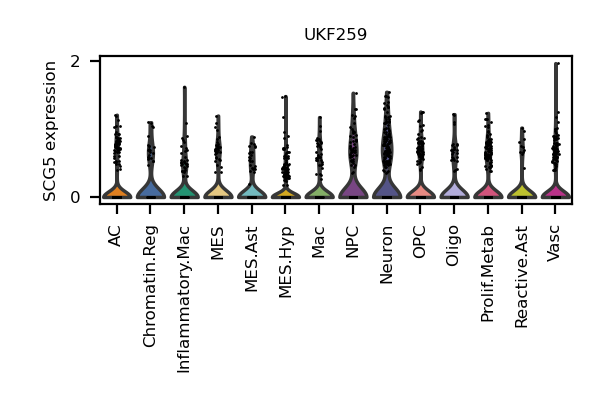 UKF259
SCG5 expression
2
0
AC
Chromatin.Reg
Inflammatory.Mac
MES
MES.Ast
MES.Hyp
Mac
NPC
Neuron
OPC
Oligo
Prolif.Metab
Reactive.Ast
Vasc